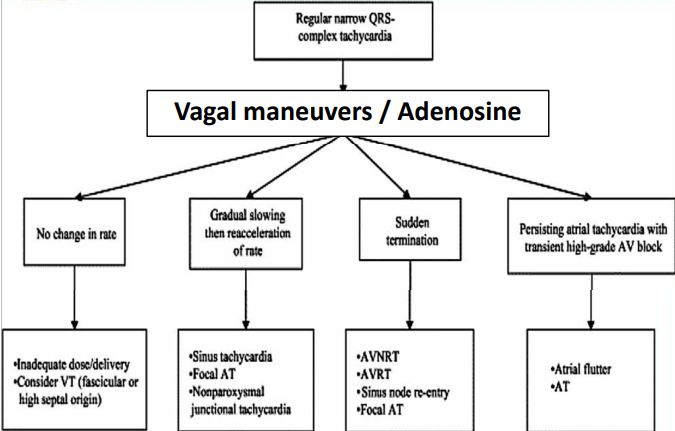 Regular narrow QRS-
complex tachycardia
Vagal maneuvers / Adenosine
No change in rate
Gradual slowing
then reacceleration
of rate
Sudden
termination
Persisting atrial tachycardia with
transient high-grade AV block
•Inadequate dose/delivery
•Consider VT (fascicular or
high septal origin)
•Sinus tachycardia
•Focal AT
•Nonparoxysmal
junctional tachycardia
•AVNRT
•AVRT
•Sinus node re-entry
•Focal AT
•Atrial flutter
•AT